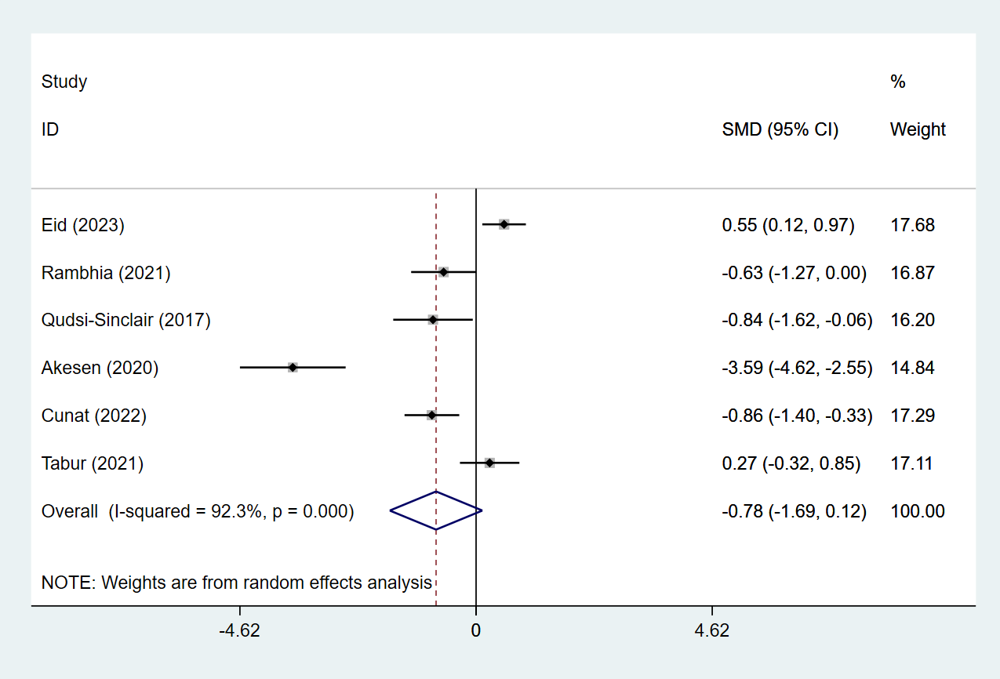 Study %
ID SMD (95% CI) Weight
Eid (2023) 0.55 (0.12, 0.97) 17.68
Rambhia (2021) -0.63 (-1.27, 0.00) 16.87
Qudsi-Sinclair (2017) -0.84 (-1.62, -0.06) 16.20
Akesen (2020) -3.59 (-4.62, -2.55) 14.84
Cunat (2022) -0.86 (-1.40, -0.33) 17.29
Tabur (2021) 0.27 (-0.32, 0.85) 17.11
Overall (I-squared = 92.3%, p = 0.000) -0.78 (-1.69, 0.12) 100.00
NOTE: Weights are from random effects analysis
-4.62 0 4.62